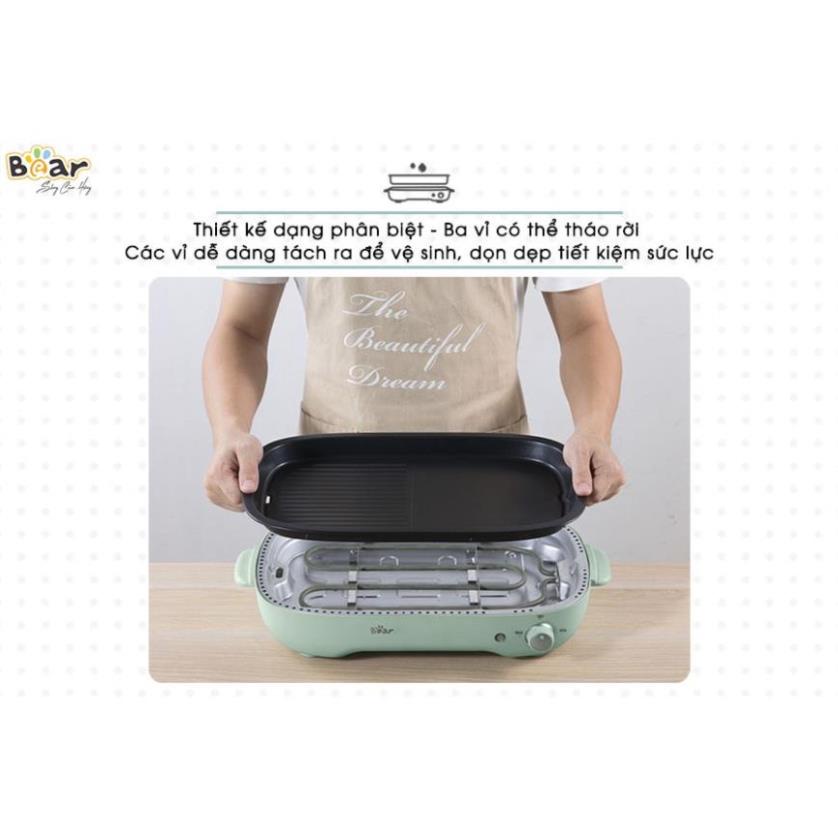 Bear
Thiết kế dạng phân biệt - Ba vỉ có thể tháo rời
Các vỉ dễ dàng tách ra để vệ sinh, dọn dẹp tiết kiệm sức lực
The
Beautiful
Dream
Bear